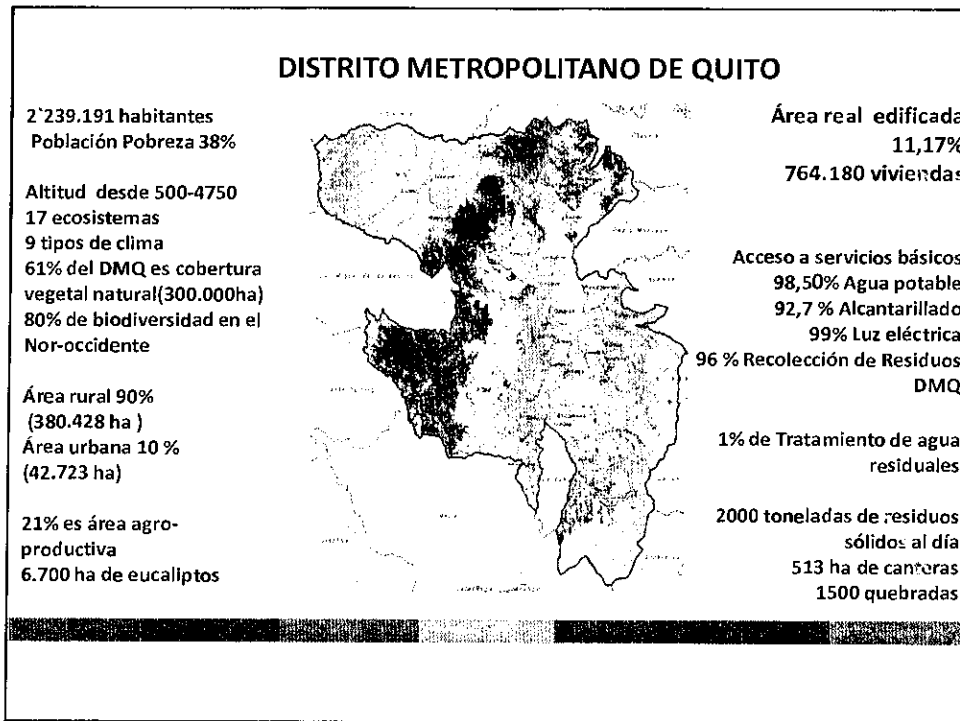 DISTRITO METROPOLITANO DE QUITO
2`239.191 habitantes
Población Pobreza 38%
Altitud desde 500-4750
17 ecosistemas
9 tipos de clima
61% del DMQ es cobertura
vegetal natural(300.000ha)
80% de biodiversidad en el
Nor-occidente
Área rural 90%
(380.428 ha )
Área urbana 10 %
(42.723 ha)
21% es área agro-
productiva
6.700 ha de eucaliptos
Área real edificada
11,17%
764.180 viviendas
Acceso a servicios básicos
98,50% Agua potable
92,7 % Alcantarillado
99% Luz eléctrica
96 % Recolección de Residuos
DMQ
1% de Tratamiento de agua
residuales
2000 toneladas de residuos
sólidos al día
513 ha de canteras
1500 quebradas